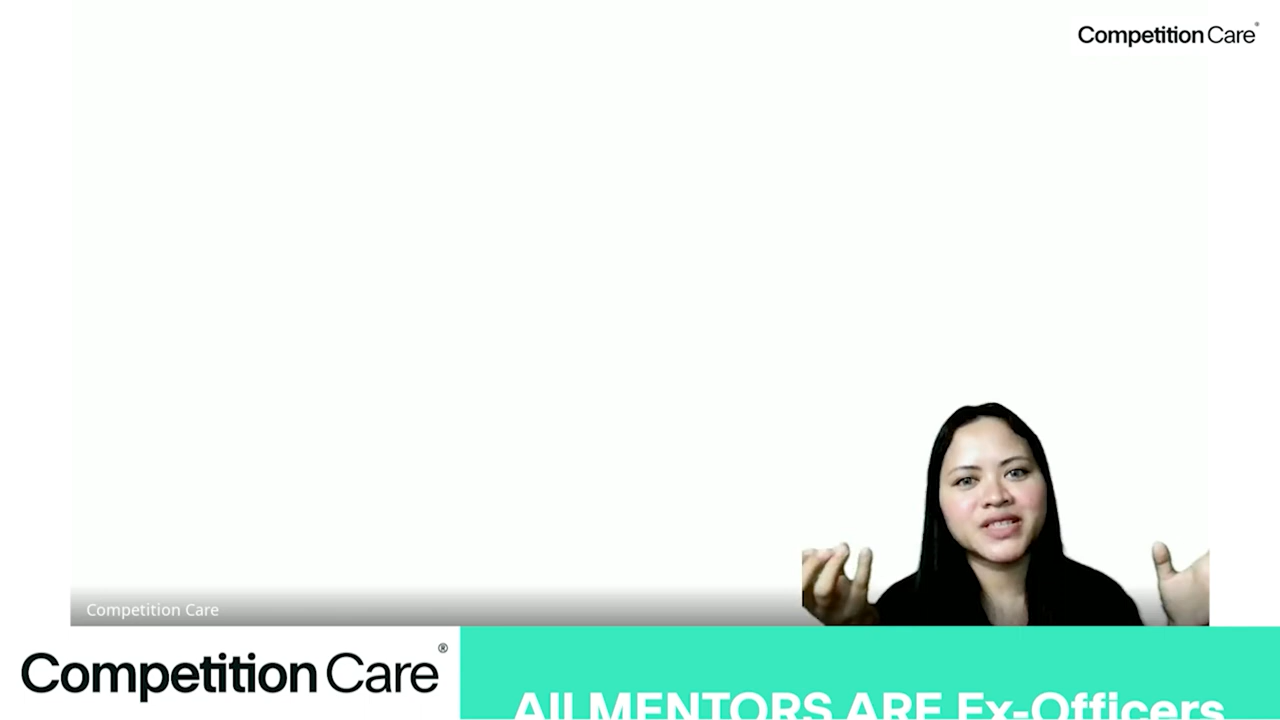 Competition Care®
Competition Care
Competition Care®
All MENTORS ARE Ex-Officers